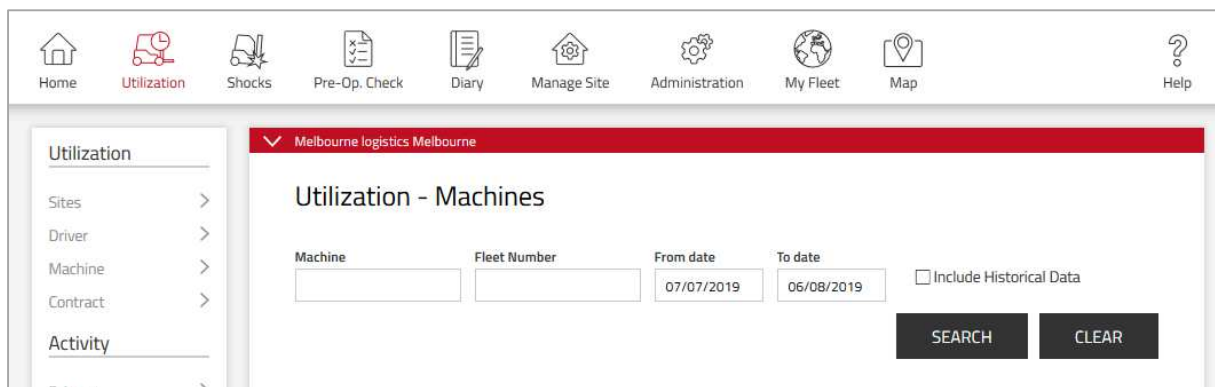 Home
Utilization
Shocks
Pre-Op. Check
Diary
Manage Site
Administration
My Fleet
Map
Help
Utilization
Sites
Driver
Machine
Contract
Activity
Melbourne logistics Melbourne
Utilization - Machines
Machine
Fleet Number
From date
To date
07/07/2019
06/08/2019
Include Historical Data
SEARCH
CLEAR